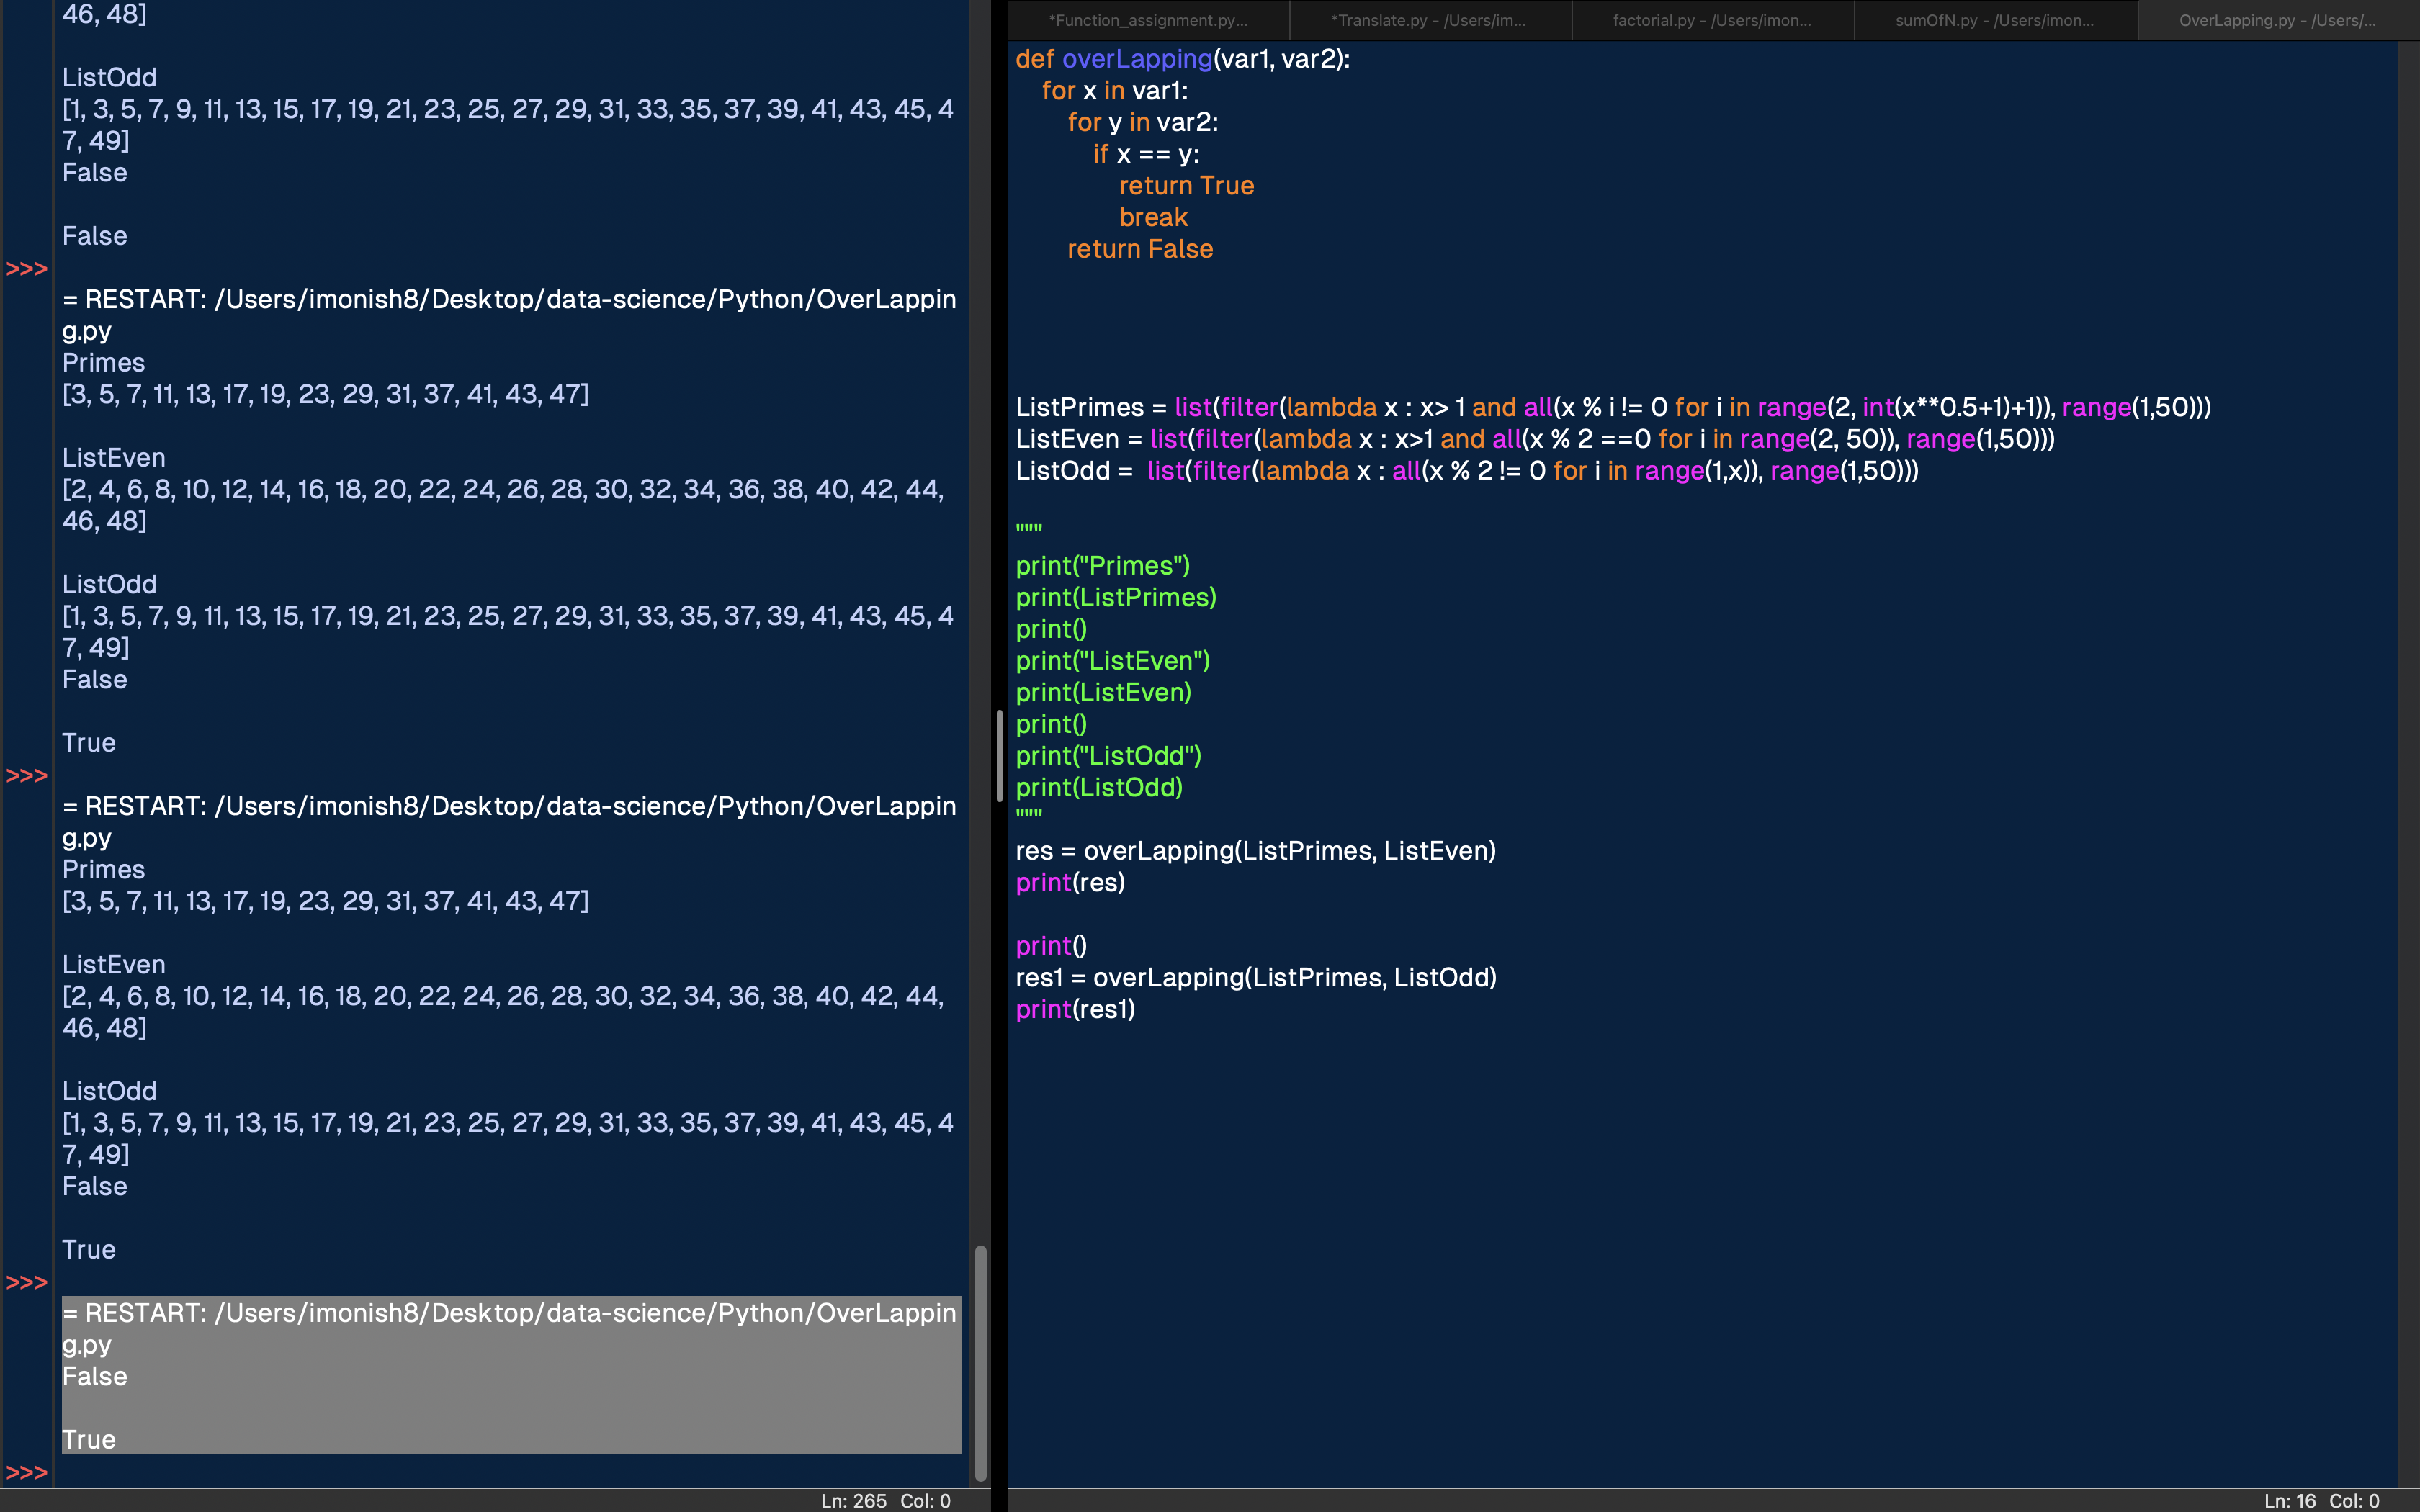 46, 48]
ListOdd
[1, 3, 5, 7, 9, 11, 13, 15, 17, 19, 21, 23, 25, 27, 29, 31, 33, 35, 37, 39, 41, 43, 45, 4
7, 49]
False
False
>>>
= RESTART: /Users/imonish8/Desktop/data-science/Python/OverLappin
g.py
Primes
[3, 5, 7, 11, 13, 17, 19, 23, 29, 31, 37, 41, 43, 47]
ListEven
[2, 4, 6, 8, 10, 12, 14, 16, 18, 20, 22, 24, 26, 28, 30, 32, 34, 36, 38, 40, 42, 44,
46, 48]
ListOdd
[1, 3, 5, 7, 9, 11, 13, 15, 17, 19, 21, 23, 25, 27, 29, 31, 33, 35, 37, 39, 41, 43, 45, 4
7, 49]
False
True
>>>
= RESTART: /Users/imonish8/Desktop/data-science/Python/OverLappin
g.py
Primes
[3, 5, 7, 11, 13, 17, 19, 23, 29, 31, 37, 41, 43, 47]
ListEven
[2, 4, 6, 8, 10, 12, 14, 16, 18, 20, 22, 24, 26, 28, 30, 32, 34, 36, 38, 40, 42, 44,
46, 48]
ListOdd
[1, 3, 5, 7, 9, 11, 13, 15, 17, 19, 21, 23, 25, 27, 29, 31, 33, 35, 37, 39, 41, 43, 45, 4
7, 49]
False
True
>>>
= RESTART: /Users/imonish8/Desktop/data-science/Python/OverLappin
g.py
False
True
>>>
Ln: 265 Col: 0
*Function_assignment.py...
*Translate.py - /Users/im...
factorial.py - /Users/imon...
sumOfN.py - /Users/imon...
OverLapping.py - /Users/...
def overLapping(var1, var2):
for x in var1:
for y in var2:
if x == y:
return True
break
return False
ListPrimes = list(filter(lambda x : x> 1 and all(x % i != 0 for i in range(2, int(x**0.5+1)+1)), range(1,50)))
ListEven = list(filter(lambda x : x>1 and all(x % 2 ==0 for i in range(2, 50)), range(1,50)))
ListOdd =  list(filter(lambda x : all(x % 2 != 0 for i in range(1,x)), range(1,50)))
"""
print("Primes")
print(ListPrimes)
print()
print("ListEven")
print(ListEven)
print()
print("ListOdd")
print(ListOdd)
"""
res = overLapping(ListPrimes, ListEven)
print(res)
print()
res1 = overLapping(ListPrimes, ListOdd)
print(res1)
Ln: 16 Col: 0